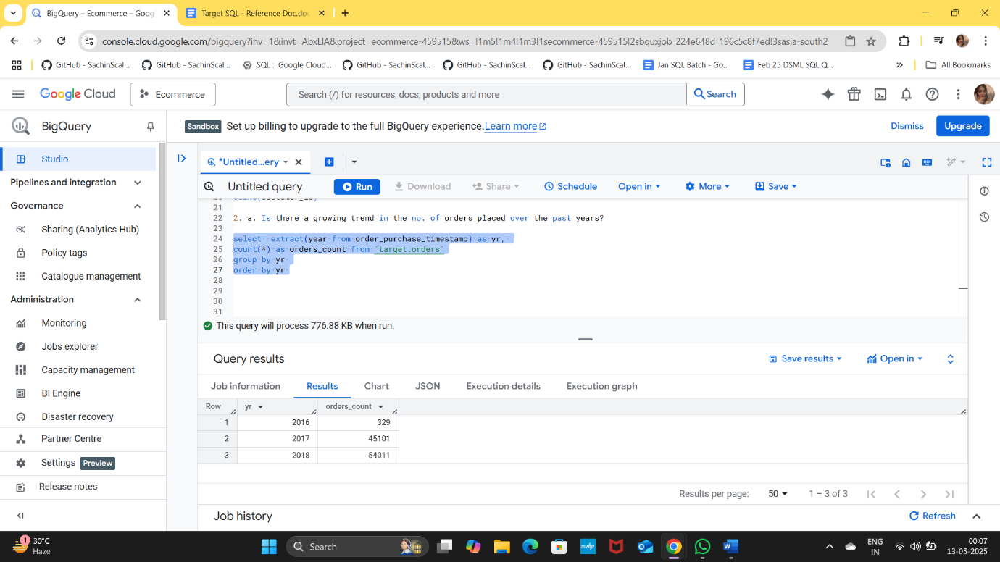 BigQuery – Ecommerce – Goog
Target SQL - Reference Doc.doc
console.cloud.google.com/bigquery?inv=1&invt=AbxLlA&project=ecommerce-459515&ws=!1m5!1m4!1m3!1secommerce-459515!2sbquxjob_224e648d_196c5c8f7ed!3sasia-south2
GitHub - SachinScal...
GitHub - SachinScal...
SQL : Google Cloud...
GitHub - SachinScal...
GitHub - SachinScal...
GitHub - SachinScal...
Jan SQL Batch - Go...
Feb 25 DSML SQL Q...
All Bookmarks
Google Cloud
Ecommerce
Search (/) for resources, docs, products and more
Search
BigQuery
Sandbox Set up billing to upgrade to the full BigQuery experience. Learn more
Dismiss
Upgrade
Studio
Pipelines and integration
Governance
Sharing (Analytics Hub)
Policy tags
Catalogue management
Administration
Monitoring
Jobs explorer
Capacity management
BI Engine
Disaster recovery
Partner Centre
Settings Preview
Release notes
*Untitled...ery
Untitled query
Run
Download
Share
Schedule
Open in
More
Save
21
22 2. a. Is there a growing trend in the no. of orders placed over the past years?
23
24 select extract(year from order_purchase_timestamp) as yr,
25 count(*) as orders_count from `target.orders`
26 group by yr
27 order by yr
28
29
30
31
This query will process 776.88 KB when run.
Query results
Save results
Open in
Job information Results Chart JSON Execution details Execution graph
Row yr orders_count
1 2016 329
2 2017 45101
3 2018 54011
Results per page: 50 1 – 3 of 3
Job history
Refresh
1
30°C
Haze
Search
myhp
W
ENG
IN
00:07
13-05-2025